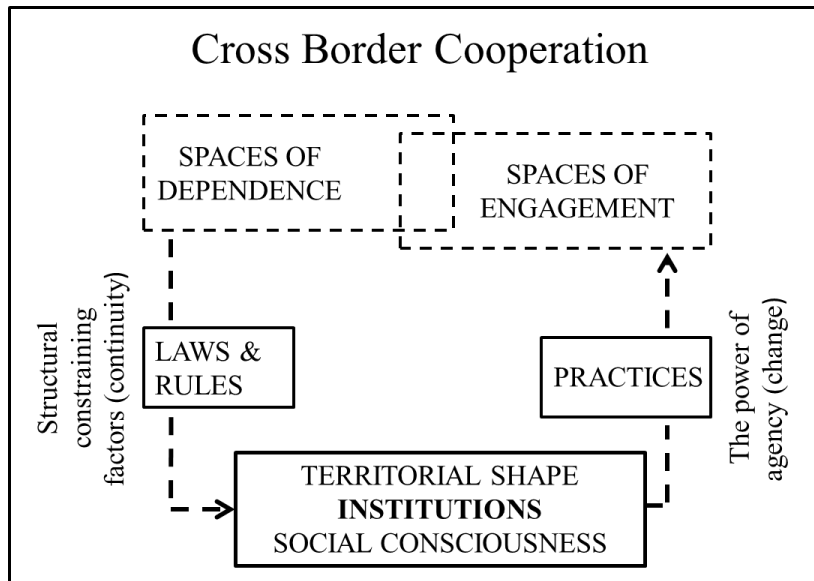 Cross Border Cooperation
SPACES OF
DEPENDENCE
SPACES OF
ENGAGEMENT
Structural
constraining
factors (continuity)
LAWS &
RULES
PRACTICES
The power of
agency (change)
TERRITORIAL SHAPE
INSTITUTIONS
SOCIAL CONSCIOUSNESS